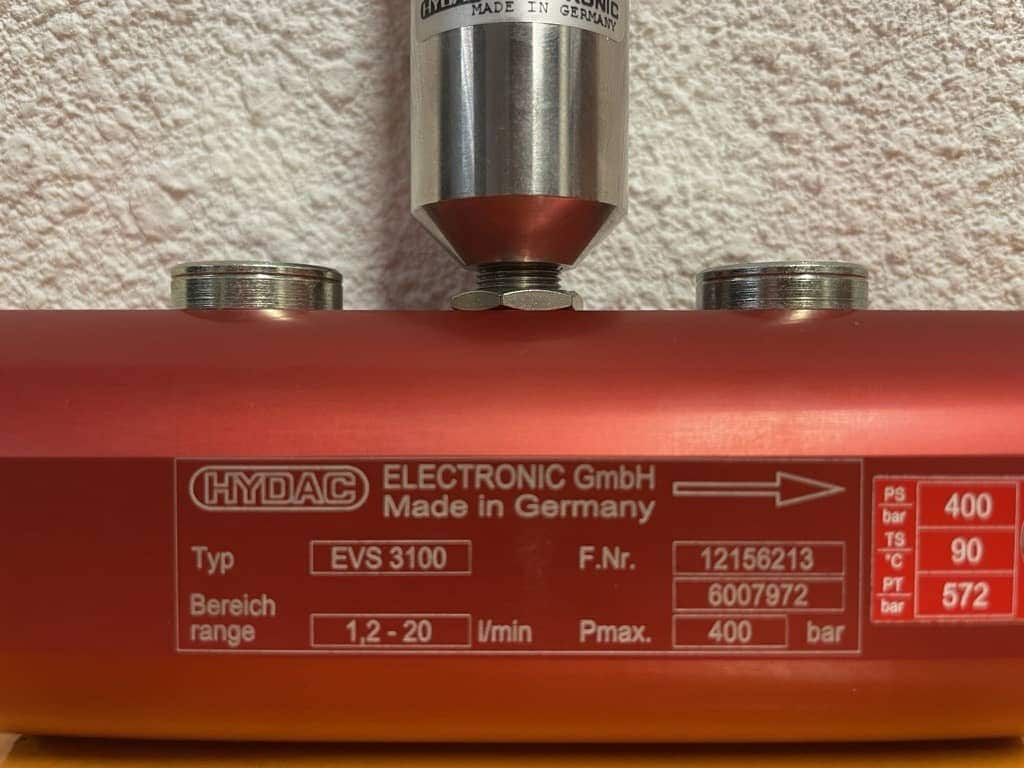 MADE IN GERMANY
HYDAC ELECTRONIC GmbH
Made in Germany
Typ EVS 3100 F.Nr. 12156213
6007972
Bereich
range 1,2 - 20 l/min Pmax. 400 bar
PS
bar 400
TS
°C 90
PT
bar 572